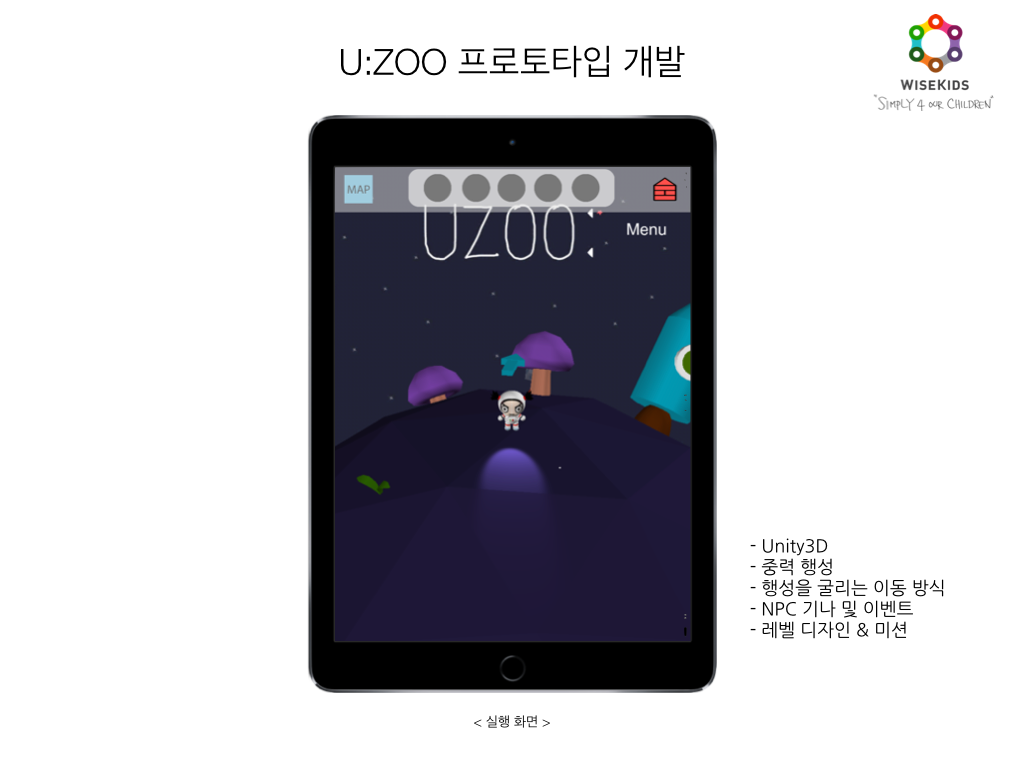 U:ZOO 프로토타입 개발
WISEKIDS
"SIMPLY 4 OUR CHILDREN"
MAP
UZOO:
Menu
- Unity3D
- 중력 행성
- 행성을 굴리는 이동 방식
- NPC 기나 및 이벤트
- 레벨 디자인 & 미션
< 실행 화면 >